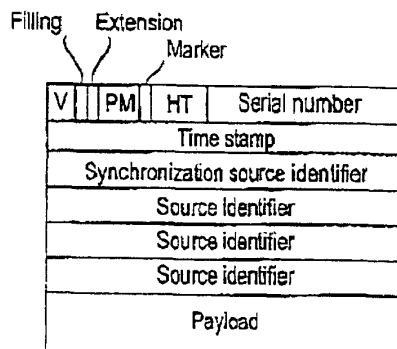 Filling Extension
Marker
V PM HT Serial number
Time stamp
Synchronization source identifier
Source identifier
Source identifier
Source identifier
Payload